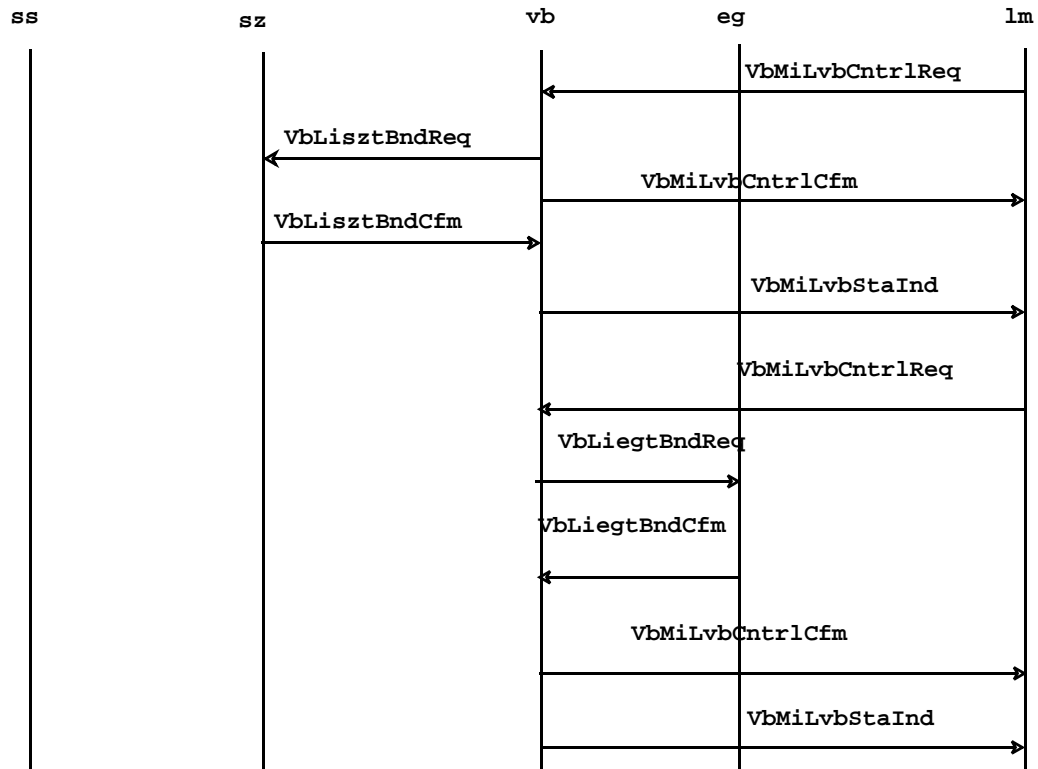 ss sz vb eg lm
VbMiLvbCntrlReq
VbLisztBndReq
VbMiLvbCntrlCfm
VbLisztBndCfm
VbMiLvbStaInd
VbMiLvbCntrlReq
VbLiegtBndReq
VbLiegtBndCfm
VbMiLvbCntrlCfm
VbMiLvbStaInd